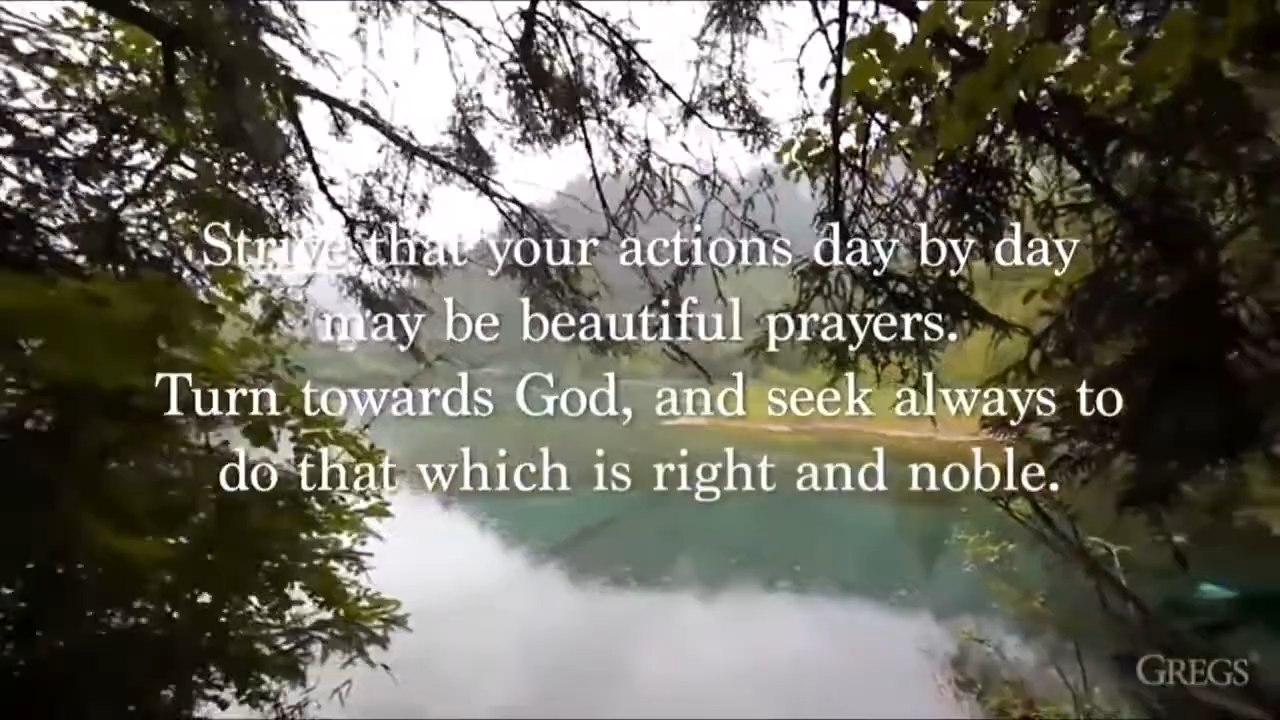 Strive that your actions day by day
may be beautiful prayers.
Turn towards God, and seek always to
do that which is right and noble.
GREGS